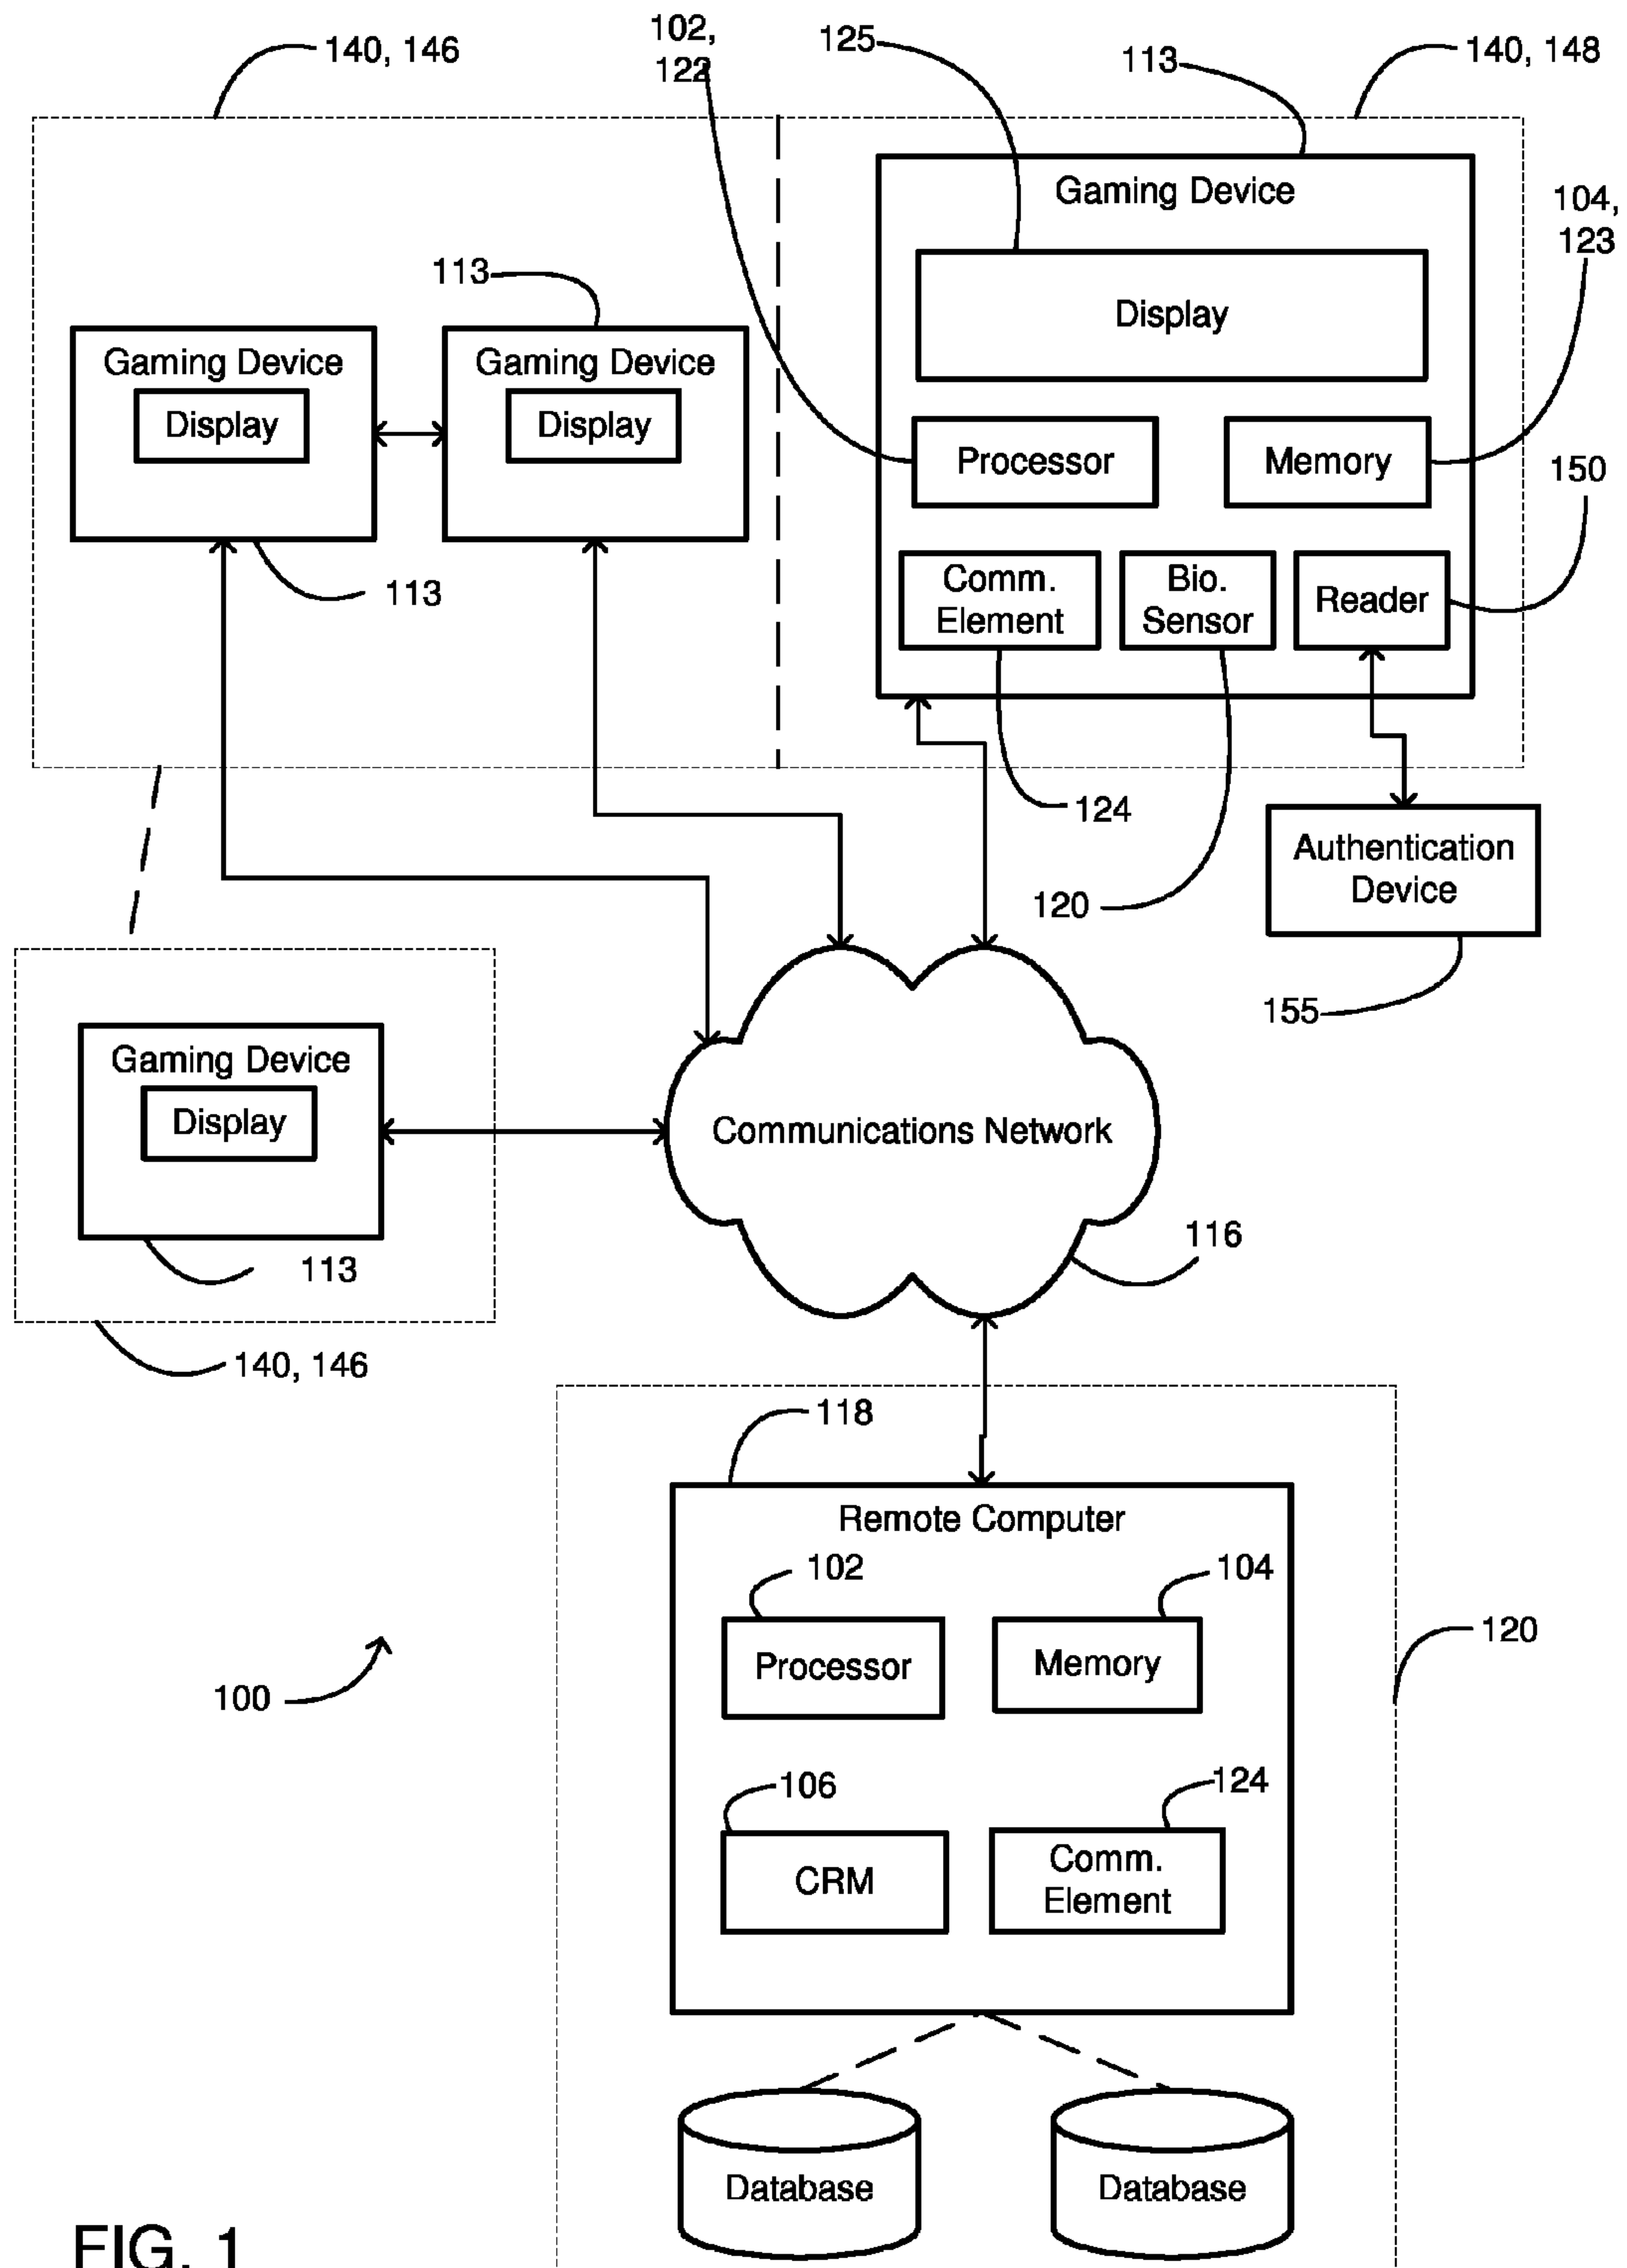 140, 146
102,
122
125
113
140, 148
Gaming Device
104,
123
Display
113
Gaming Device
Display
Gaming Device
Display
Processor
Memory
150
Comm.
Element
Bio.
Sensor
Reader
113
124
120
Authentication
Device
155
Gaming Device
Display
113
140, 146
Communications Network
116
118
Remote Computer
102
104
Processor
Memory
120
100
106
124
CRM
Comm.
Element
Database
Database
FIG. 1